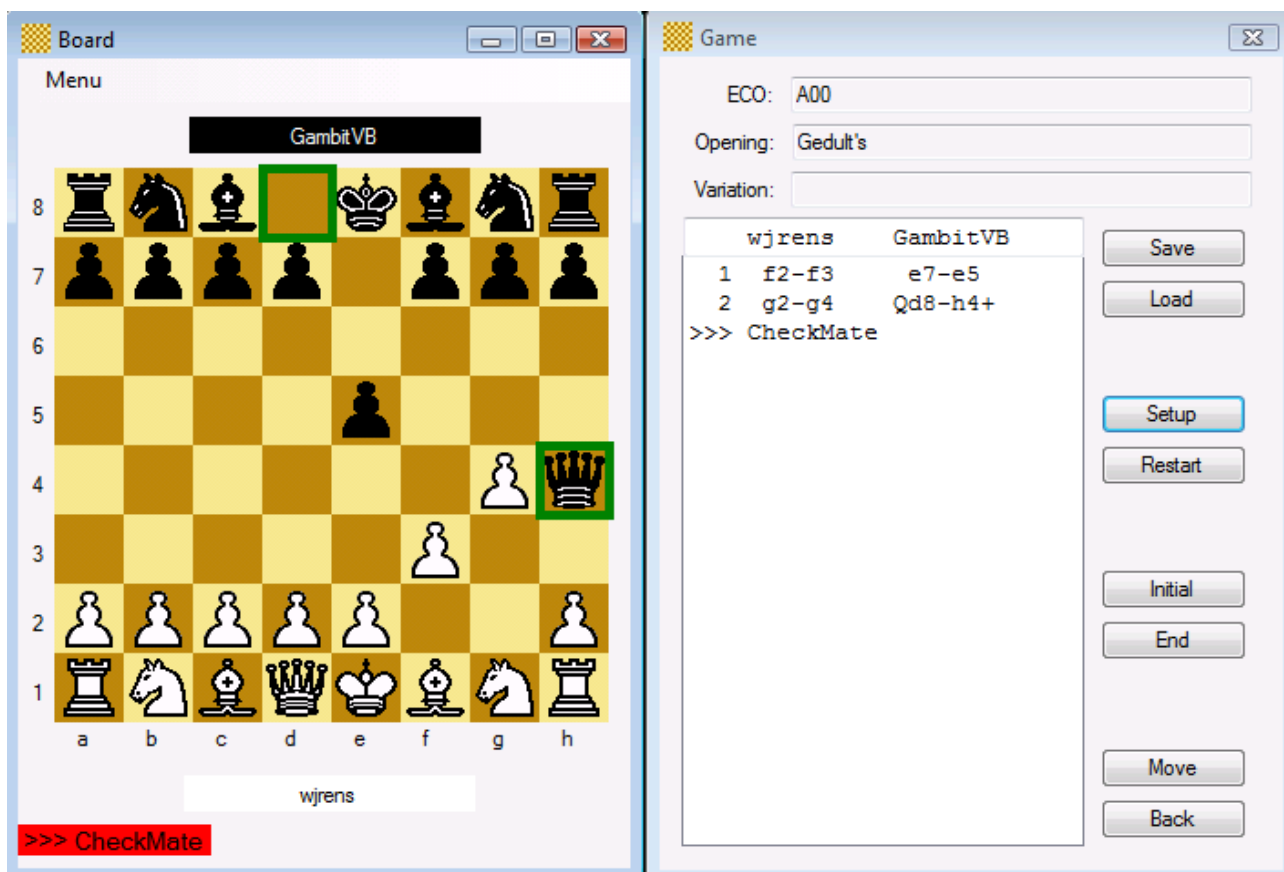 Board
Menu
GambitVB
8
7
6
5
4
3
2
1
a b c d e f g h
wjrens
>>> CheckMate
Game
ECO: A00
Opening: Gedult's
Variation:
wjrens GambitVB
1 f2-f3 e7-e5
2 g2-g4 Qd8-h4+
>>> CheckMate
Save
Load
Setup
Restart
Initial
End
Move
Back